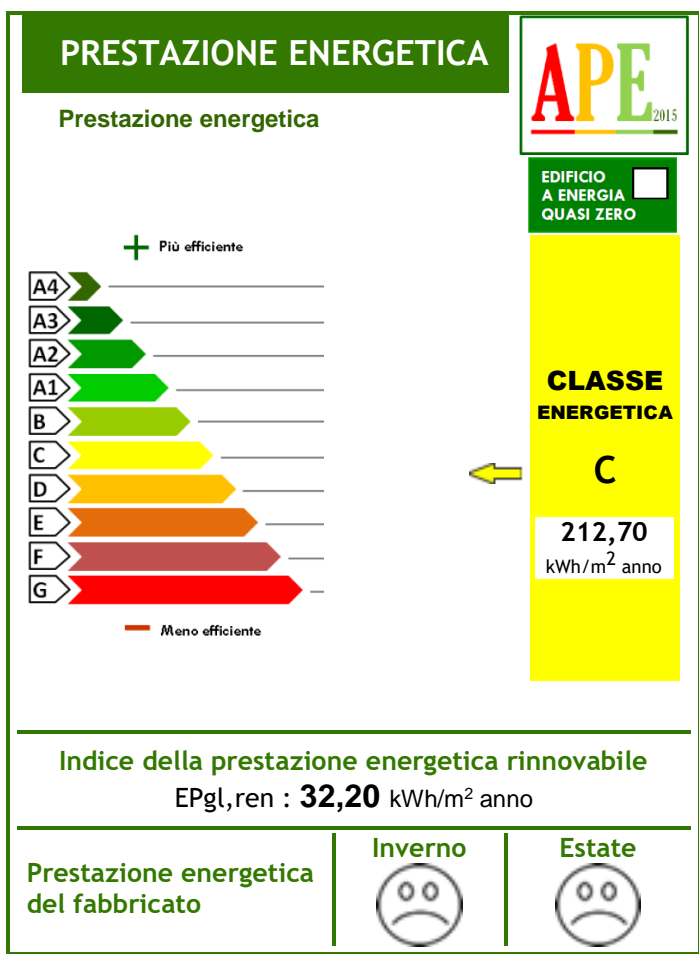 PRESTAZIONE ENERGETICA
APE 2015
Prestazione energetica
EDIFICIO
A ENERGIA
QUASI ZERO
Più efficiente
A4
A3
A2
A1
B
C
D
E
F
G
Meno efficiente
CLASSE
ENERGETICA
C
212,70
kWh/m² anno
Indice della prestazione energetica rinnovabile
EPgl,ren : 32,20 kWh/m² anno
Prestazione energetica
del fabbricato
Inverno
Estate